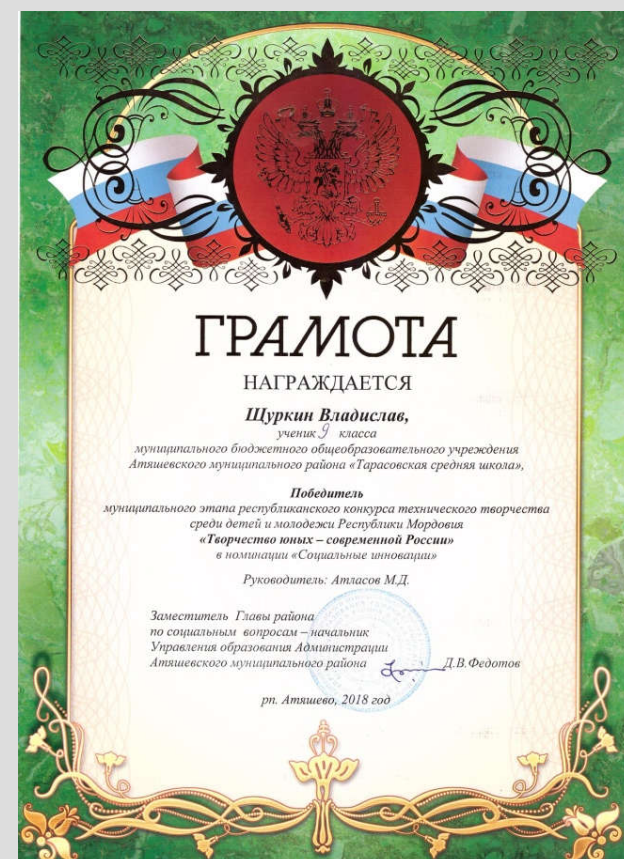 ГРАМОТА
НАГРАЖДАЕТСЯ
Щуркин Владислав,
ученик 9 класса
муниципального бюджетного общеобразовательного учреждения
Атяшевского муниципального района «Тарасовская средняя школа»,
Победитель
муниципального этапа республиканского конкурса технического творчества
среди детей и молодежи Республики Мордовия
«Творчество юных – современной России»
в номинации «Социальные инновации»
Руководитель: Атласов М.Д.
Заместитель Главы района
по социальным вопросам – начальник
Управления образования Администрации
Атяшевского муниципального района Д.В.Федотов
рп. Атяшево, 2018 год